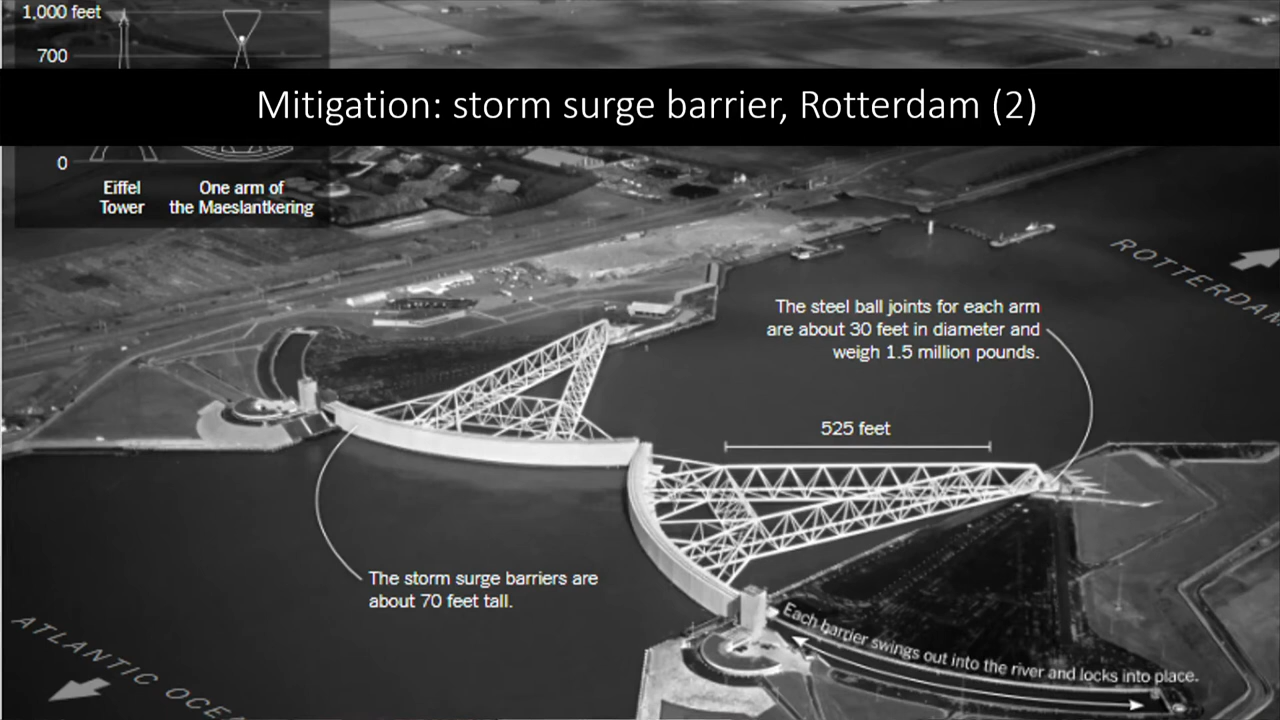 1,000 feet
700
Mitigation: storm surge barrier, Rotterdam (2)
0
Eiffel
Tower
One arm of
the Maeslantkering
ROTTERDAM
The steel ball joints for each arm
are about 30 feet in diameter and
weigh 1.5 million pounds.
525 feet
The storm surge barriers are
about 70 feet tall.
Each barrier swings out into the river and locks into place.
ATLANTIC OCEA